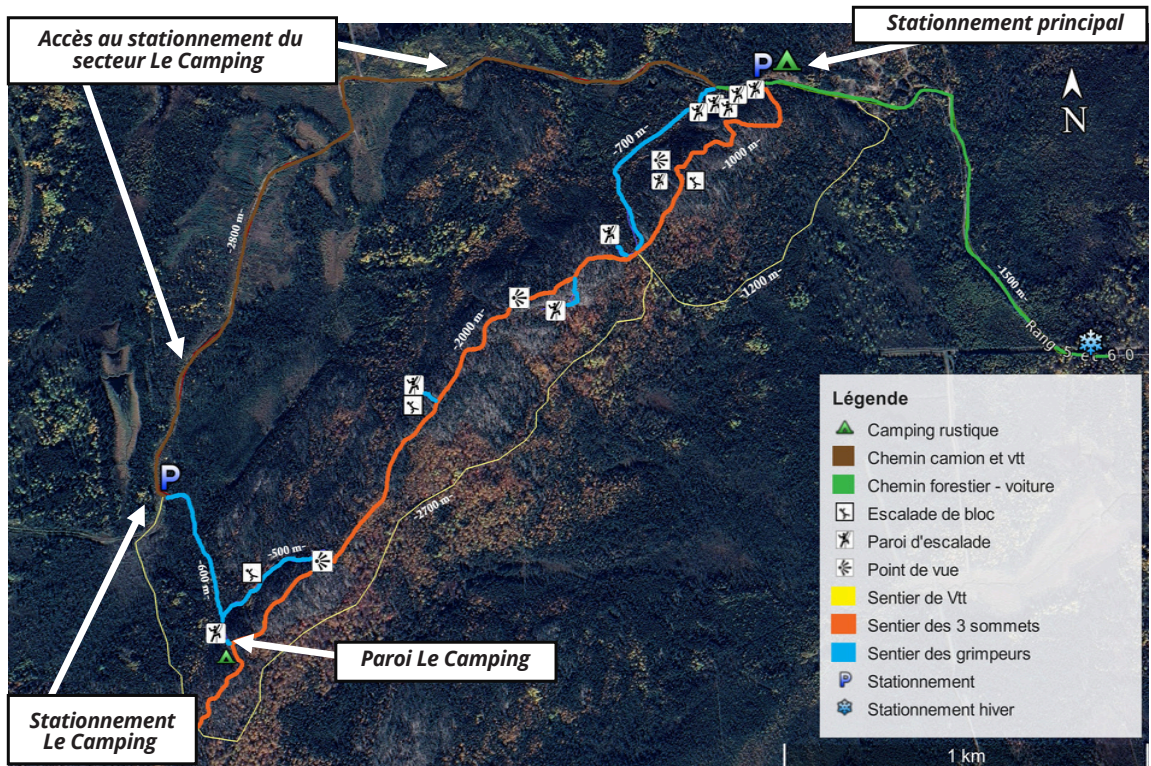 Accès au stationnement du
secteur Le Camping
Stationnement principal
P
N
-700 m-
-1000 m-
-2800 m-
-1200 m-
-1500 m-
-2000 m-
Rang 5 et 6 0
P
-2700 m-
-500 m-
-600 m-
Paroi Le Camping
Stationnement
Le Camping
Légende
Camping rustique
Chemin camion et vtt
Chemin forestier - voiture
Escalade de bloc
Paroi d'escalade
Point de vue
Sentier de Vtt
Sentier des 3 sommets
Sentier des grimpeurs
P Stationnement
Stationnement hiver
1 km